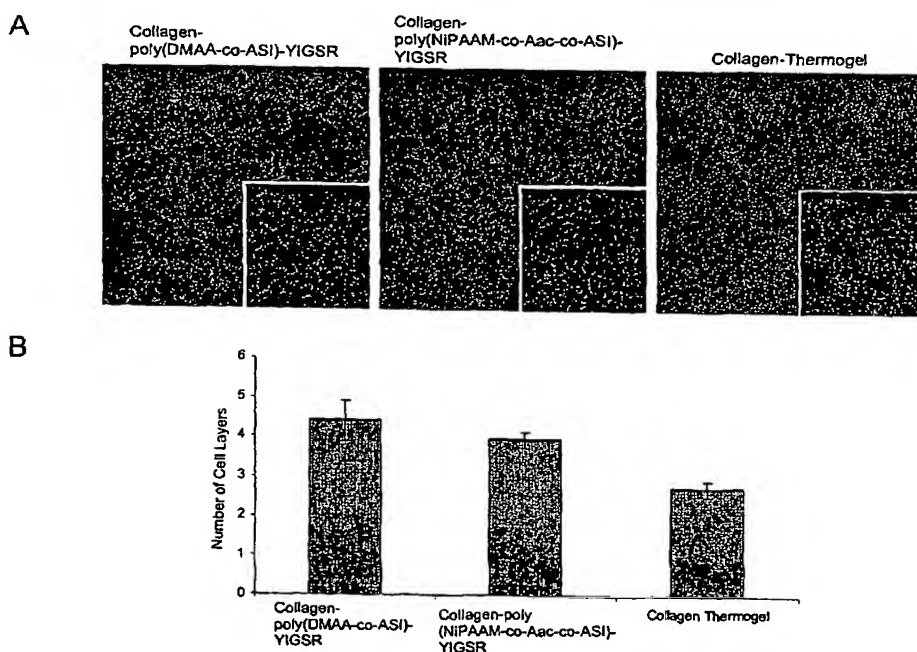 A
Collagen-
poly(DMAA-co-ASI)-YIGSR
Collagen-
poly(NiPAAM-co-Aac-co-ASI)-
YIGSR
Collagen-Thermogel
B
Number of Cell Layers
6
5
4
3
2
1
0
Collagen-
poly(DMAA-co-ASI)-
YIGSR
Collagen-poly
(NiPAAM-co-Aac-co-ASI)-
YIGSR
Collagen Thermogel